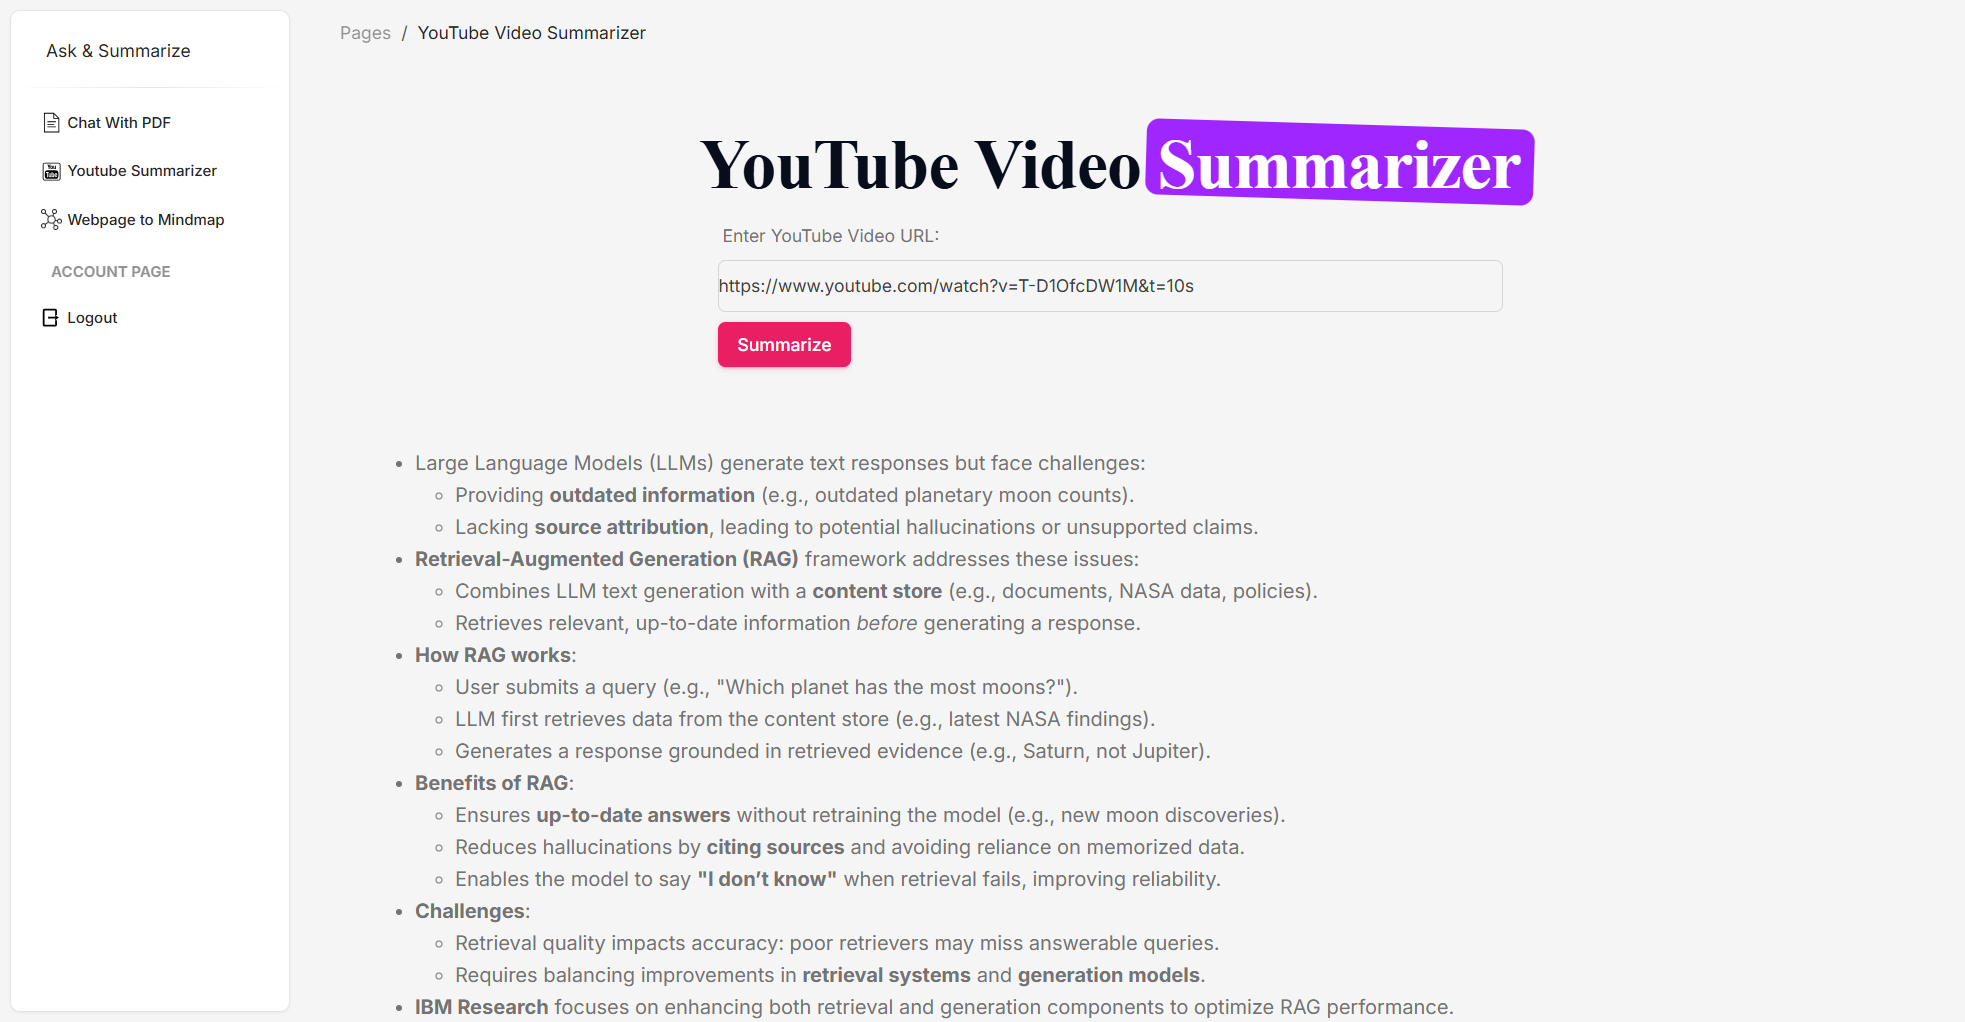 Ask & Summarize
Chat With PDF
You
Tube
Youtube Summarizer
Webpage to Mindmap
ACCOUNT PAGE
Logout
Pages / YouTube Video Summarizer
YouTube Video Summarizer
Enter YouTube Video URL:
https://www.youtube.com/watch?v=T-D1OfcDW1M&t=10s
Summarize
• Large Language Models (LLMs) generate text responses but face challenges:
◦ Providing outdated information (e.g., outdated planetary moon counts).
◦ Lacking source attribution, leading to potential hallucinations or unsupported claims.
• Retrieval-Augmented Generation (RAG) framework addresses these issues:
◦ Combines LLM text generation with a content store (e.g., documents, NASA data, policies).
◦ Retrieves relevant, up-to-date information before generating a response.
• How RAG works:
◦ User submits a query (e.g., "Which planet has the most moons?").
◦ LLM first retrieves data from the content store (e.g., latest NASA findings).
◦ Generates a response grounded in retrieved evidence (e.g., Saturn, not Jupiter).
• Benefits of RAG:
◦ Ensures up-to-date answers without retraining the model (e.g., new moon discoveries).
◦ Reduces hallucinations by citing sources and avoiding reliance on memorized data.
◦ Enables the model to say "I don’t know" when retrieval fails, improving reliability.
• Challenges:
◦ Retrieval quality impacts accuracy: poor retrievers may miss answerable queries.
◦ Requires balancing improvements in retrieval systems and generation models.
• IBM Research focuses on enhancing both retrieval and generation components to optimize RAG performance.